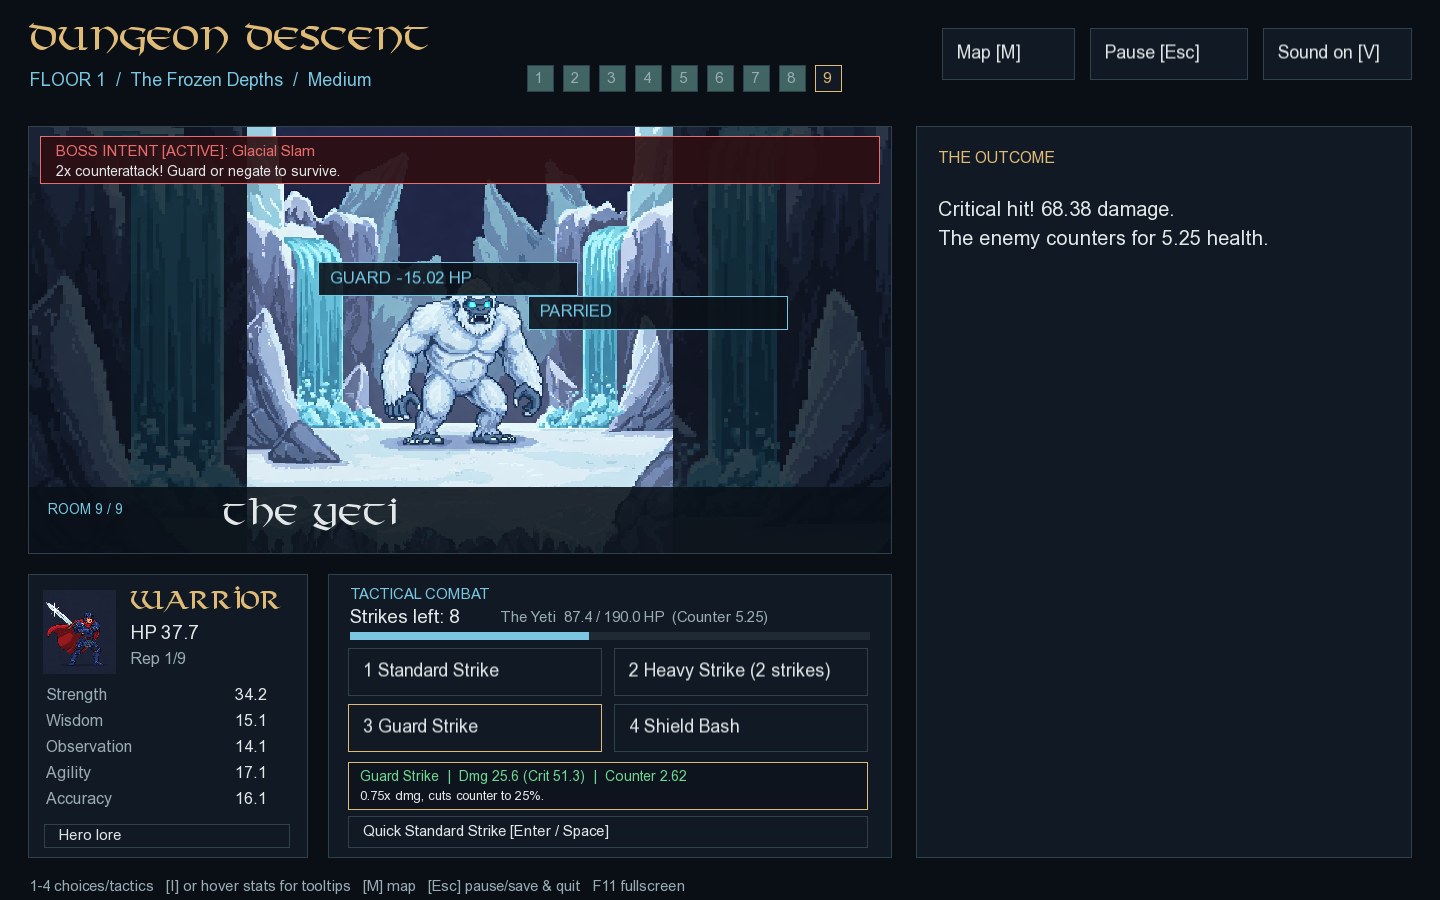 DUNGEON DESCENT
FLOOR 1 / The Frozen Depths / Medium
1 2 3 4 5 6 7 8 9
Map [M]
Pause [Esc]
Sound on [V]
BOSS INTENT [ACTIVE]: Glacial Slam
2x counterattack! Guard or negate to survive.
GUARD -15.02 HP
PARRIED
ROOM 9 / 9
the yeti
THE OUTCOME
Critical hit! 68.38 damage.
The enemy counters for 5.25 health.
WARRIOR
HP 37.7
Rep 1/9
Strength 34.2
Wisdom 15.1
Observation 14.1
Agility 17.1
Accuracy 16.1
Hero lore
TACTICAL COMBAT
Strikes left: 8
The Yeti 87.4 / 190.0 HP (Counter 5.25)
1 Standard Strike
2 Heavy Strike (2 strikes)
3 Guard Strike
4 Shield Bash
Guard Strike | Dmg 25.6 (Crit 51.3) | Counter 2.62
0.75x dmg, cuts counter to 25%.
Quick Standard Strike [Enter / Space]
1-4 choices/tactics [I] or hover stats for tooltips [M] map [Esc] pause/save & quit F11 fullscreen